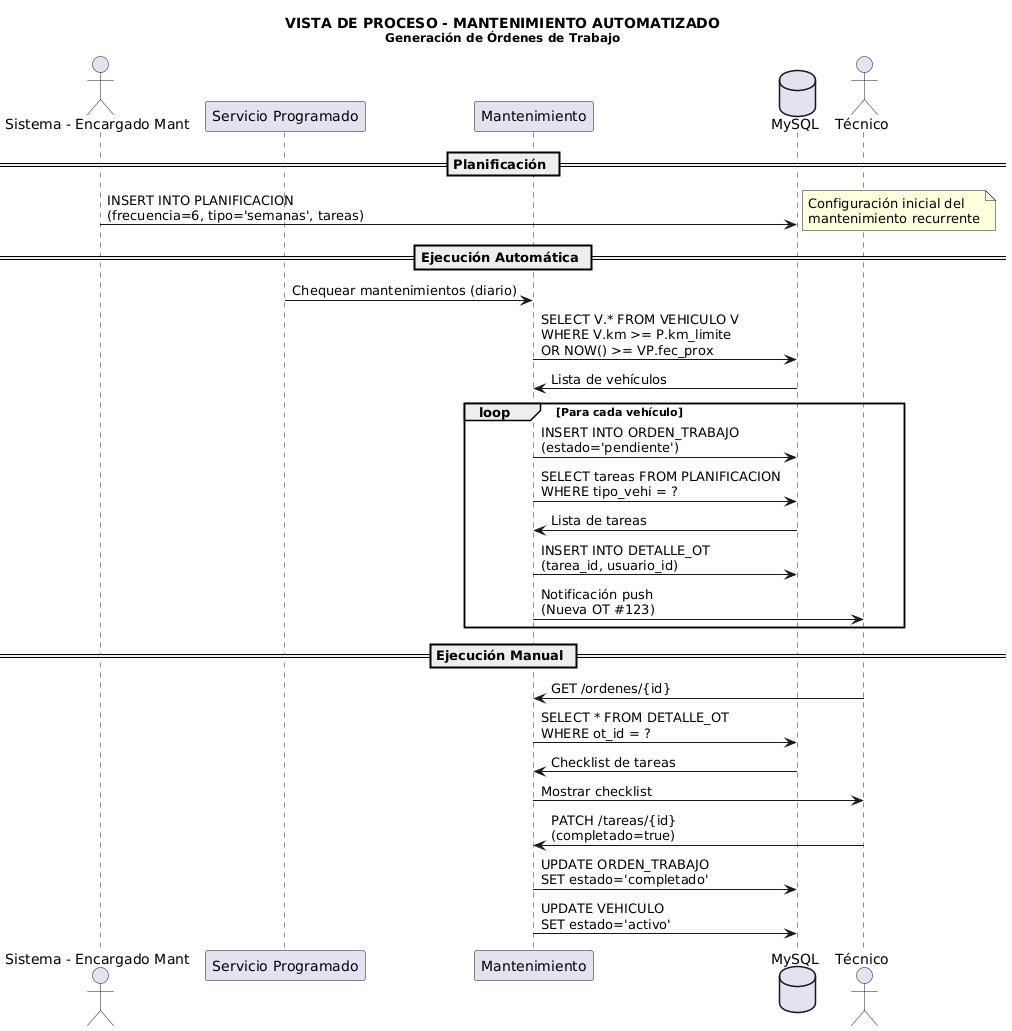 VISTA DE PROCESO - MANTENIMIENTO AUTOMATIZADO
Generación de Órdenes de Trabajo
Sistema - Encargado Mant
Servicio Programado
Mantenimiento
MySQL
Técnico
Planificación
INSERT INTO PLANIFICACION
(frecuencia=6, tipo='semanas', tareas)
Configuración inicial del
mantenimiento recurrente
Ejecución Automática
Chequear mantenimientos (diario)
SELECT V.* FROM VEHICULO V
WHERE V.km >= P.km_limite
OR NOW() >= VP.fec_prox
Lista de vehículos
loop
[Para cada vehículo]
INSERT INTO ORDEN_TRABAJO
(estado='pendiente')
SELECT tareas FROM PLANIFICACION
WHERE tipo_vehi = ?
Lista de tareas
INSERT INTO DETALLE_OT
(tarea_id, usuario_id)
Notificación push
(Nueva OT #123)
Ejecución Manual
GET /ordenes/{id}
SELECT * FROM DETALLE_OT
WHERE ot_id = ?
Checklist de tareas
Mostrar checklist
PATCH /tareas/{id}
(completado=true)
UPDATE ORDEN_TRABAJO
SET estado='completado'
UPDATE VEHICULO
SET estado='activo'
Sistema - Encargado Mant
Servicio Programado
Mantenimiento
MySQL
Técnico